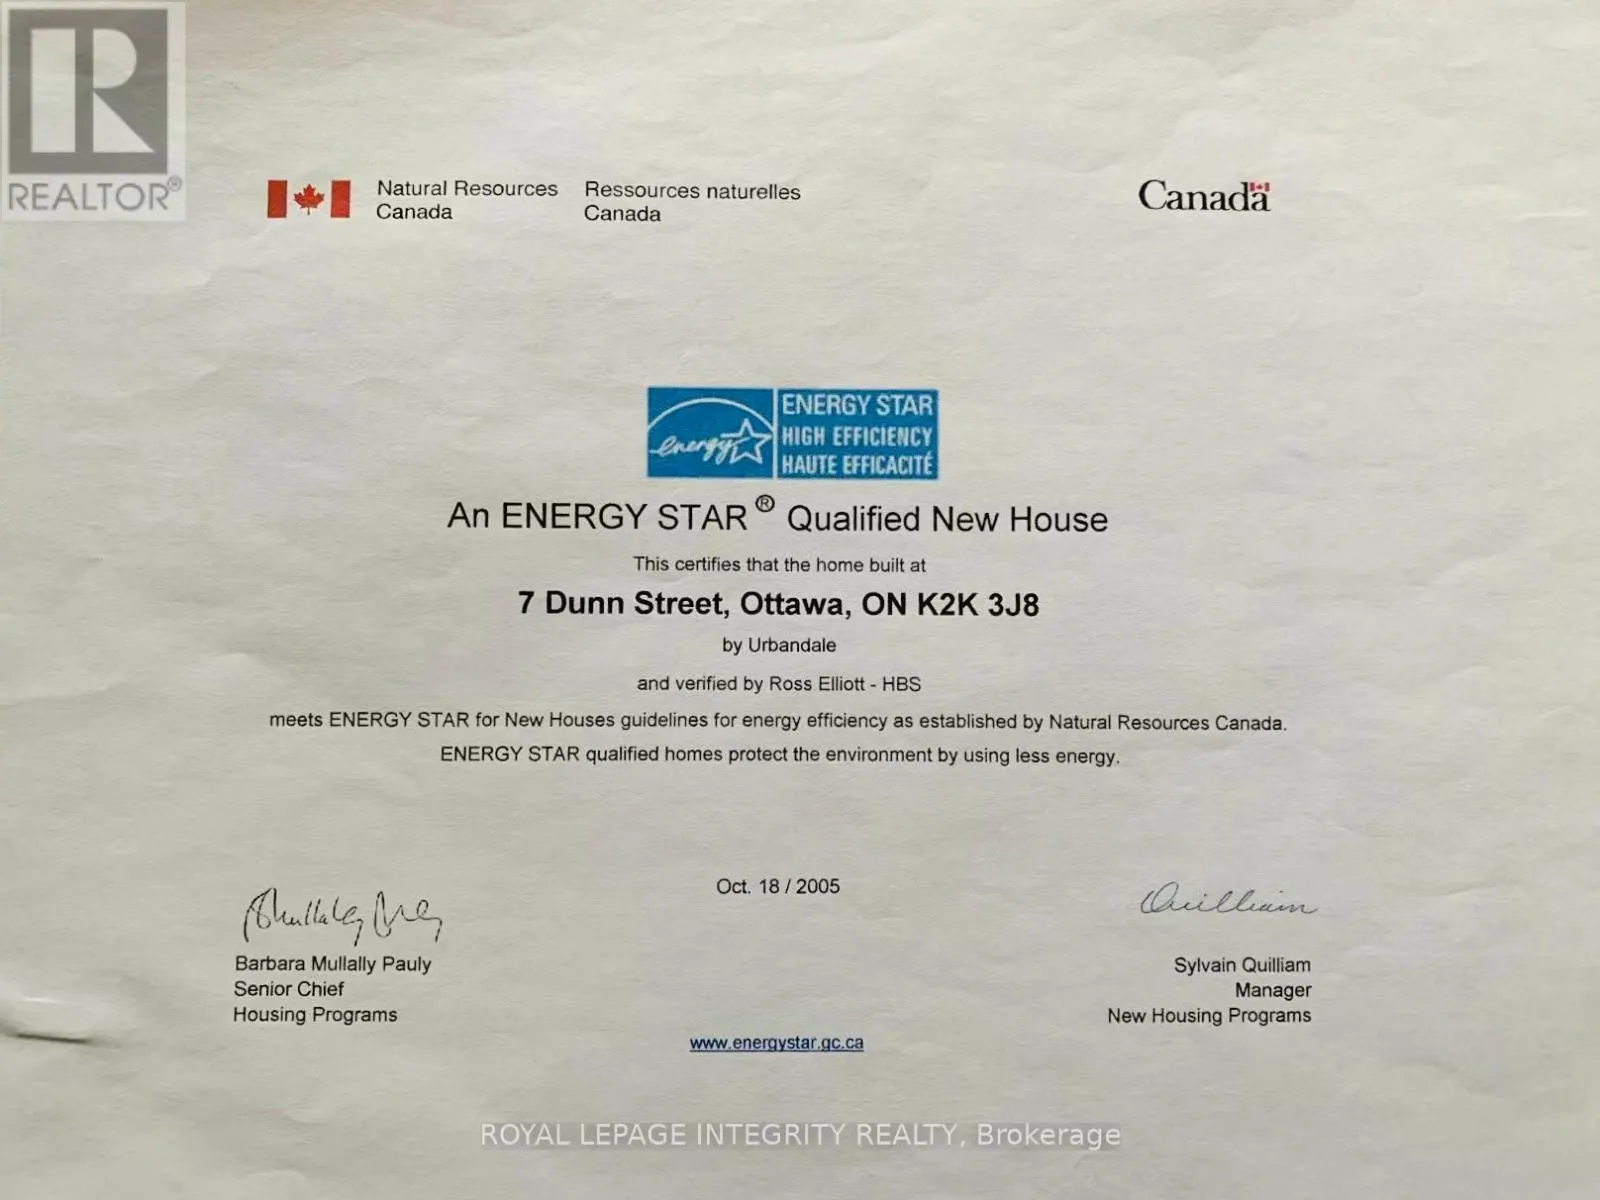 REALTOR®
Natural Resources Canada
Ressources naturelles Canada
Canada
energy
ENERGY STAR
HIGH EFFICIENCY
HAUTE EFFICACITÉ
An ENERGY STAR® Qualified New House
This certifies that the home built at
7 Dunn Street, Ottawa, ON K2K 3J8
by Urbandale
and verified by Ross Elliott - HBS
meets ENERGY STAR for New Houses guidelines for energy efficiency as established by Natural Resources Canada.
ENERGY STAR qualified homes protect the environment by using less energy.
Oct. 18 / 2005
Quilliam
Barbara Mullally Pauly
Senior Chief
Housing Programs
Sylvain Quilliam
Manager
New Housing Programs
www.energystar.gc.ca
ROYAL LEPAGE INTEGRITY REALTY, Brokerage